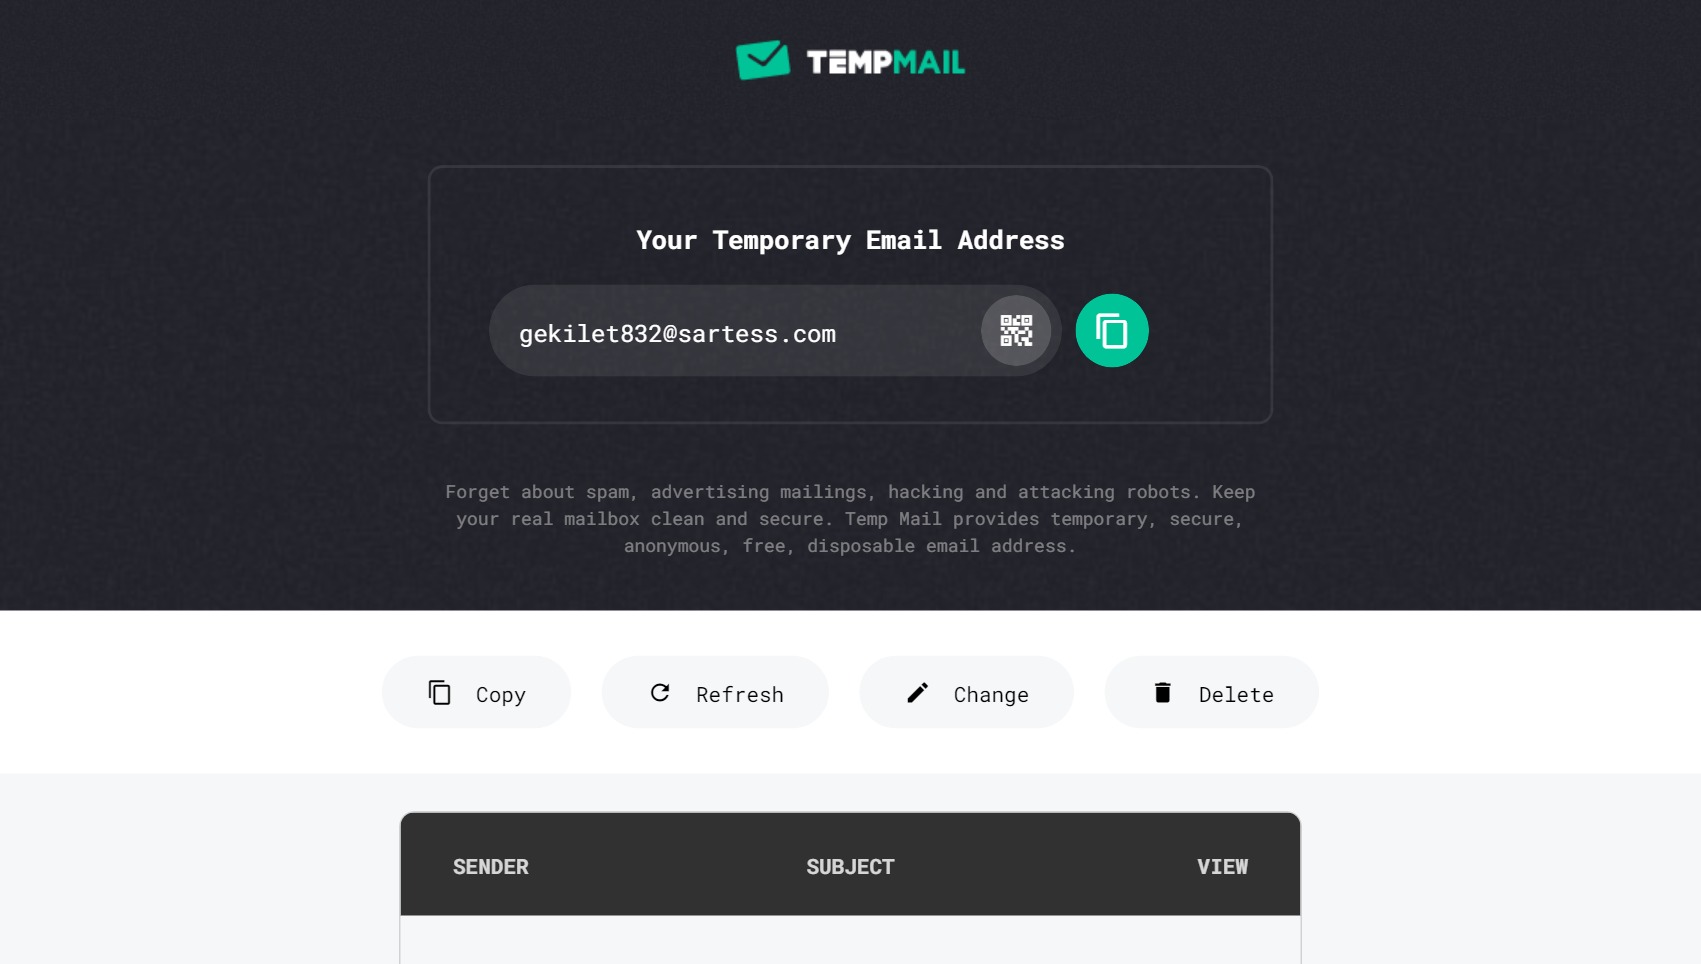 TEMPMAIL
Your Temporary Email Address
gekilet832@sartess.com
Forget about spam, advertising mailings, hacking and attacking robots. Keep
your real mailbox clean and secure. Temp Mail provides temporary, secure,
anonymous, free, disposable email address.
Copy Refresh Change Delete
SENDER SUBJECT VIEW